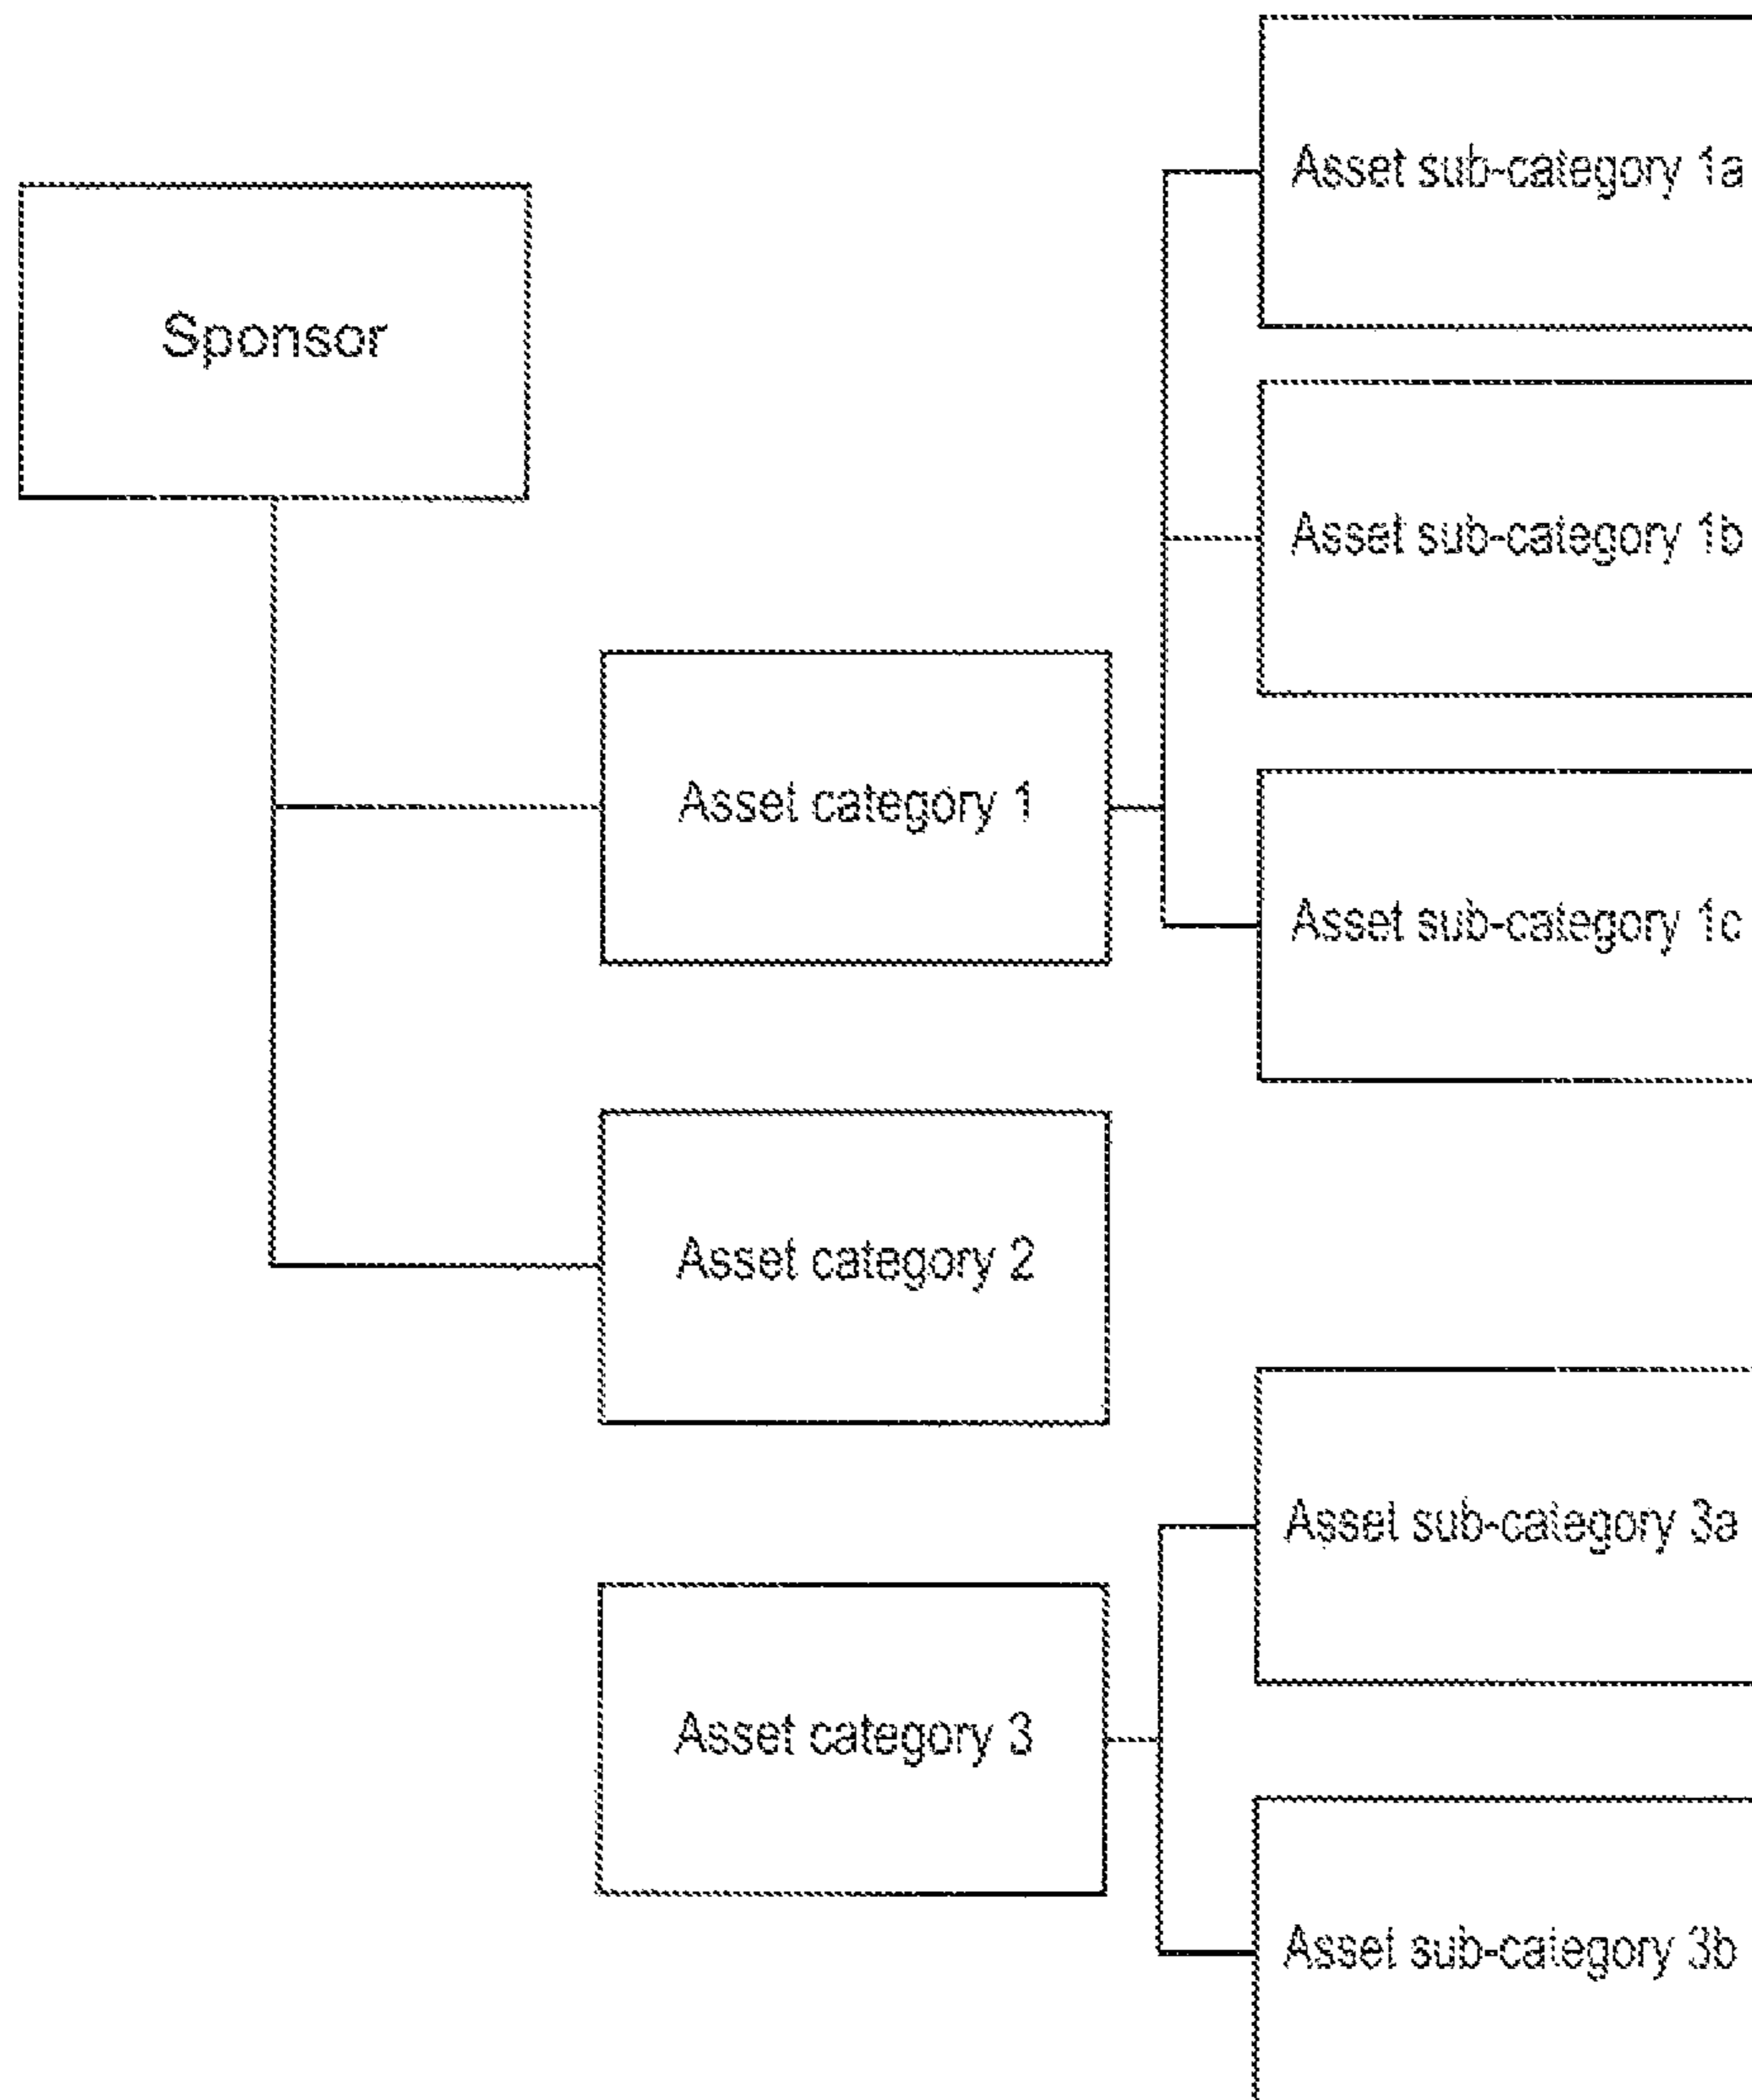 Sponsor
Asset category 1
Asset sub-category 1a
Asset sub-category 1b
Asset sub-category 1c
Asset category 2
Asset category 3
Asset sub-category 3a
Asset sub-category 3b